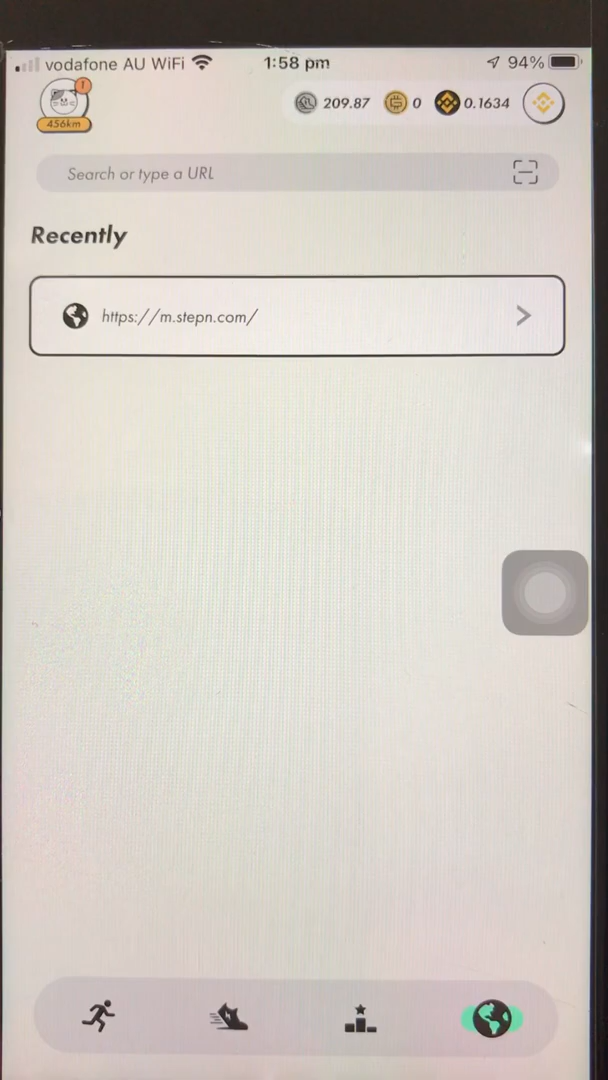 vodafone AU WiFi 1:58 pm 94%
1
456km
209.87 0 0.1634
Search or type a URL
Recently
https://m.stepn.com/